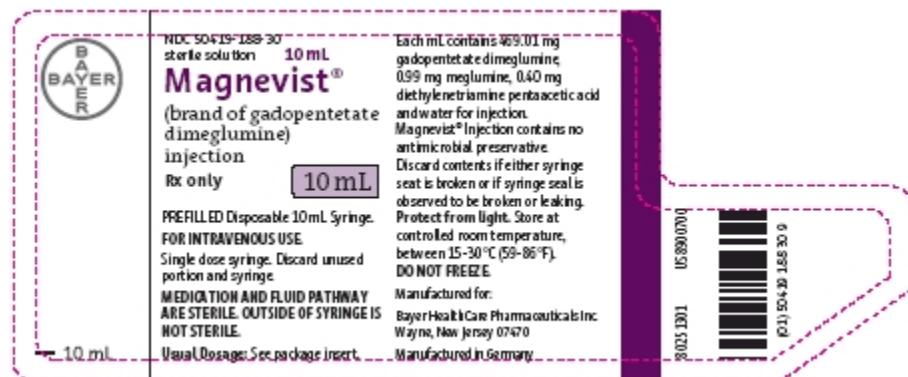 BAYER
BAYER
NDC 50419-188-30
sterile solution 10 mL
Magnevist®
(brand of gadopentetate
dimeglumine)
injection
Rx only 10 mL
PREFILLED Disposable 10 mL Syringe.
FOR INTRAVENOUS USE.
Single dose syringe. Discard unused
portion and syringe.
MEDICATION AND FLUID PATHWAY
ARE STERILE. OUTSIDE OF SYRINGE IS
NOT STERILE.
Usual Dosage: See package insert.
10 mL
Each mL contains 469.01 mg
gadopentetate dimeglumine,
0.99 mg meglumine, 0.40 mg
diethylenetriamine pentaacetic acid
and water for injection.
Magnevist® Injection contains no
antimicrobial preservative.
Discard contents if either syringe
seat is broken or if syringe seal is
observed to be broken or leaking.
Protect from light. Store at
controlled room temperature,
between 15-30°C (59-86°F).
DO NOT FREEZE.
Manufactured for:
Bayer HealthCare Pharmaceuticals Inc
Wayne, New Jersey 07470
Manufactured in Germany
80251901 US8900700
(01) 50419 188 30 9